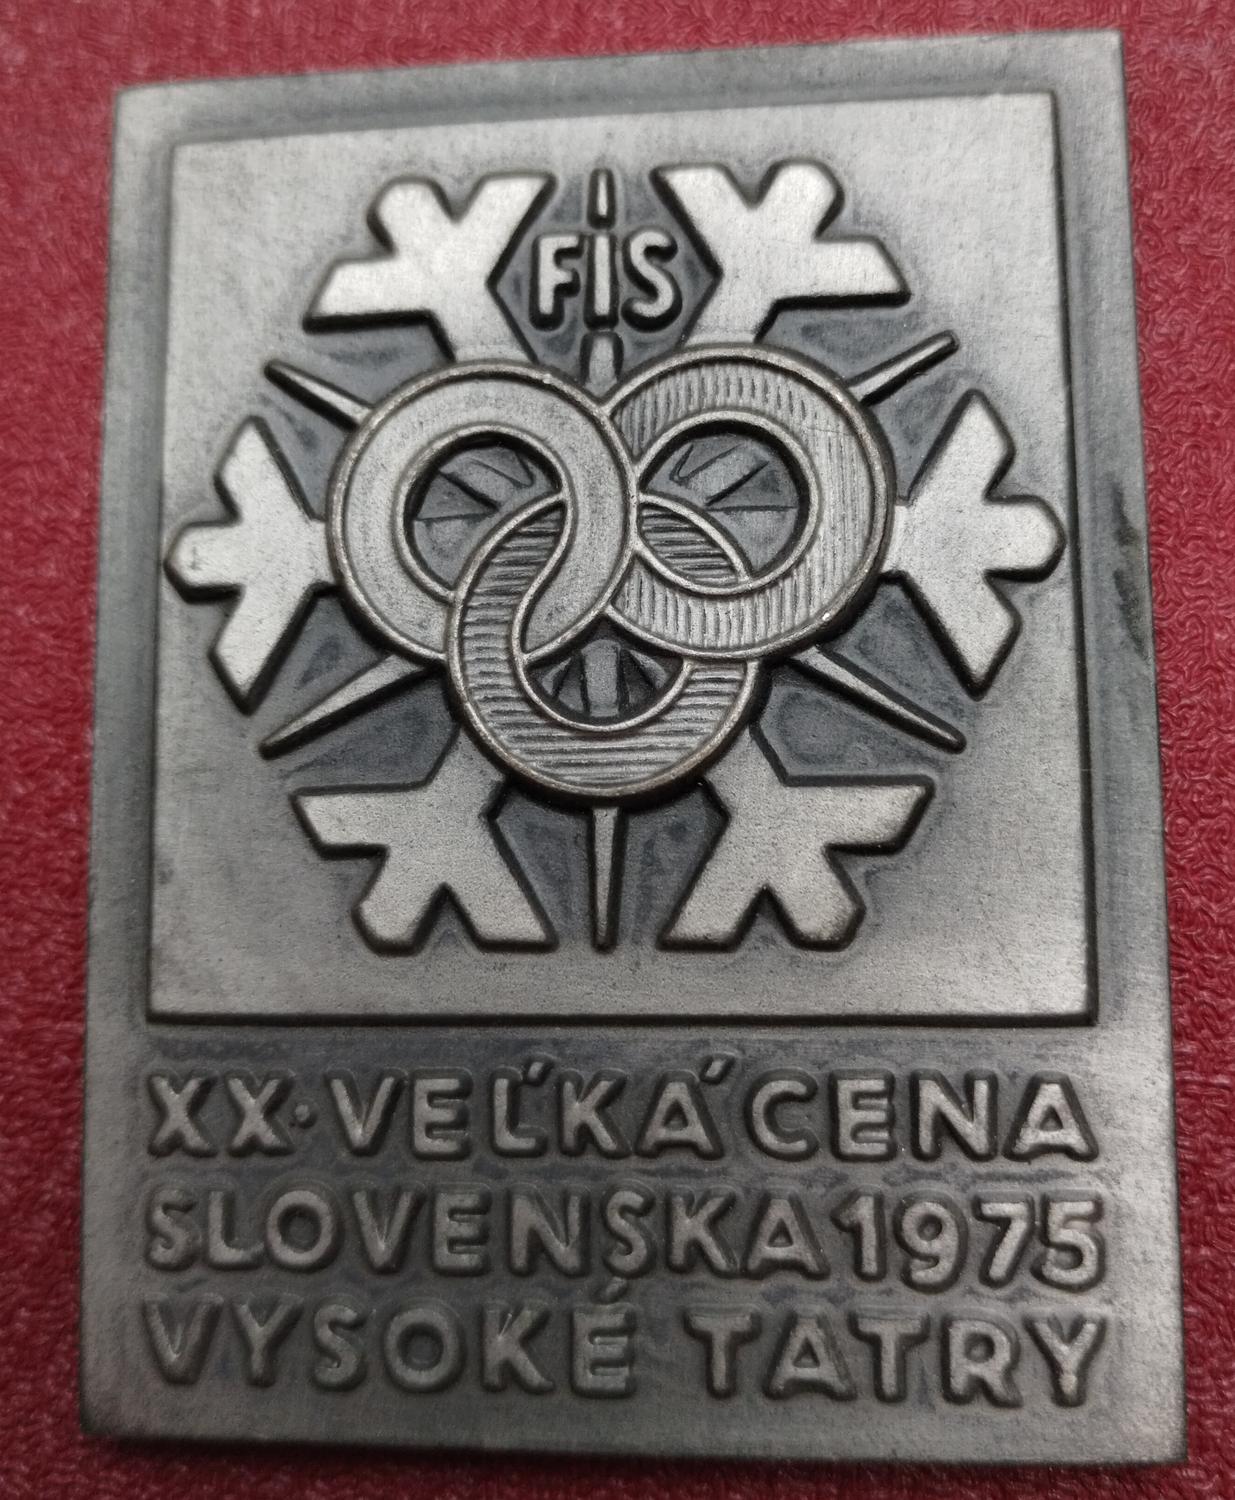 FIS
XX. VEĽKÁ CENA
SLOVENSKA 1975
VYSOKÉ TATRY